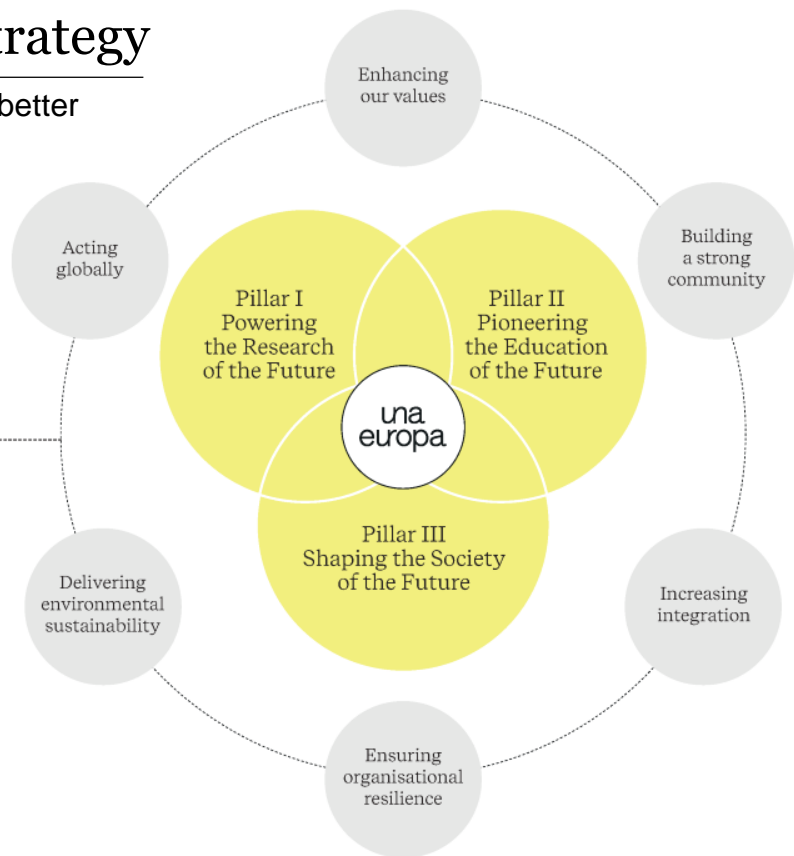 trategy
better
Enhancing
our values
Acting
globally
Building
a strong
community
Pillar I
Powering
the Research
of the Future
Pillar II
Pioneering
the Education
of the Future
una
europa
Pillar III
Shaping the Society
of the Future
Delivering
environmental
sustainability
Increasing
integration
Ensuring
organisational
resilience